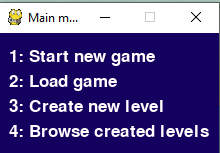 Main m...
1: Start new game
2: Load game
3: Create new level
4: Browse created levels